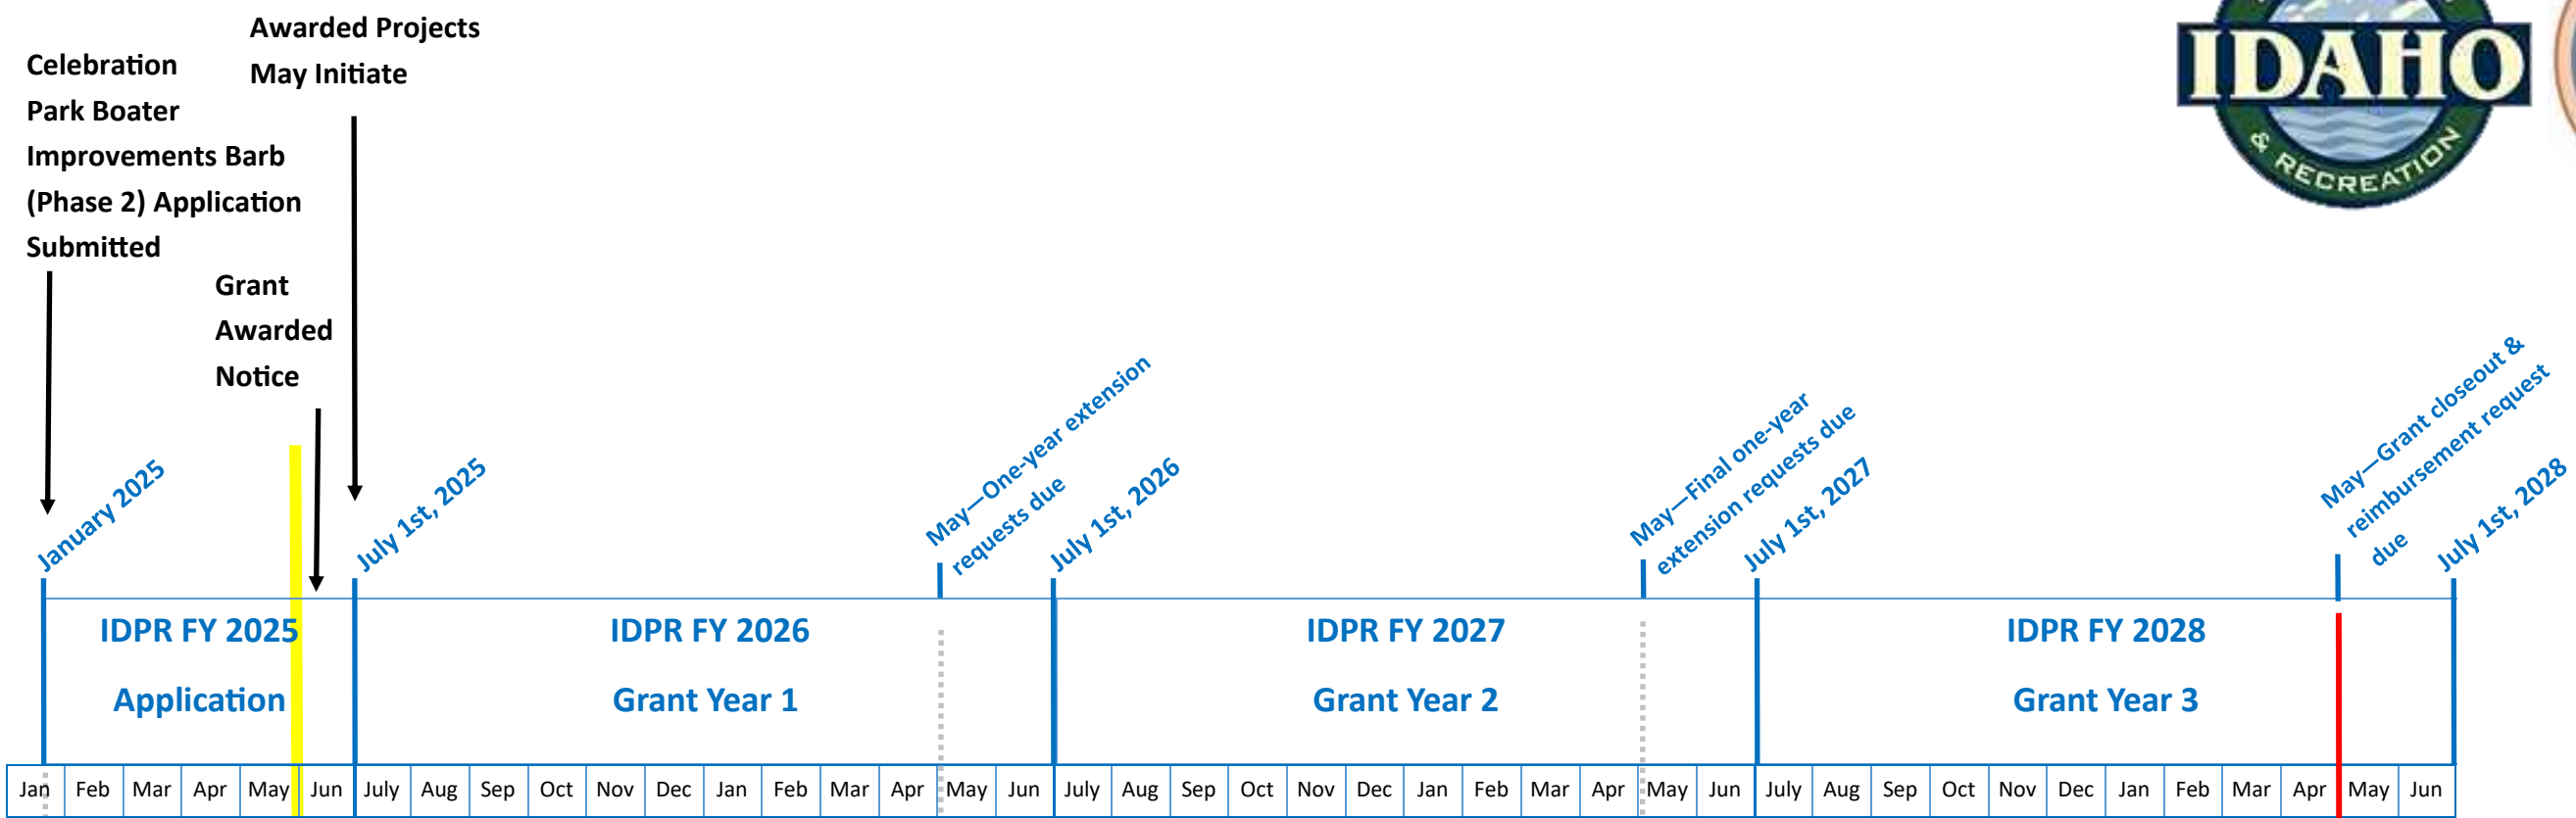 Awarded Projects
May Initiate
Celebration
Park Boater
Improvements Barb
(Phase 2) Application
Submitted
Grant
Awarded
Notice
IDAHO
& RECREATION
January 2025
July 1st, 2025
May—One-year extension
requests due
July 1st, 2026
May—Final one-year
extension requests due
July 1st, 2027
May—Grant closeout &
reimbursement request
due
July 1st, 2028
IDPR FY 2025
Application
IDPR FY 2026
Grant Year 1
IDPR FY 2027
Grant Year 2
IDPR FY 2028
Grant Year 3
Jan Feb Mar Apr May Jun July Aug Sep Oct Nov Dec Jan Feb Mar Apr May Jun July Aug Sep Oct Nov Dec Jan Feb Mar Apr May Jun July Aug Sep Oct Nov Dec Jan Feb Mar Apr May Jun